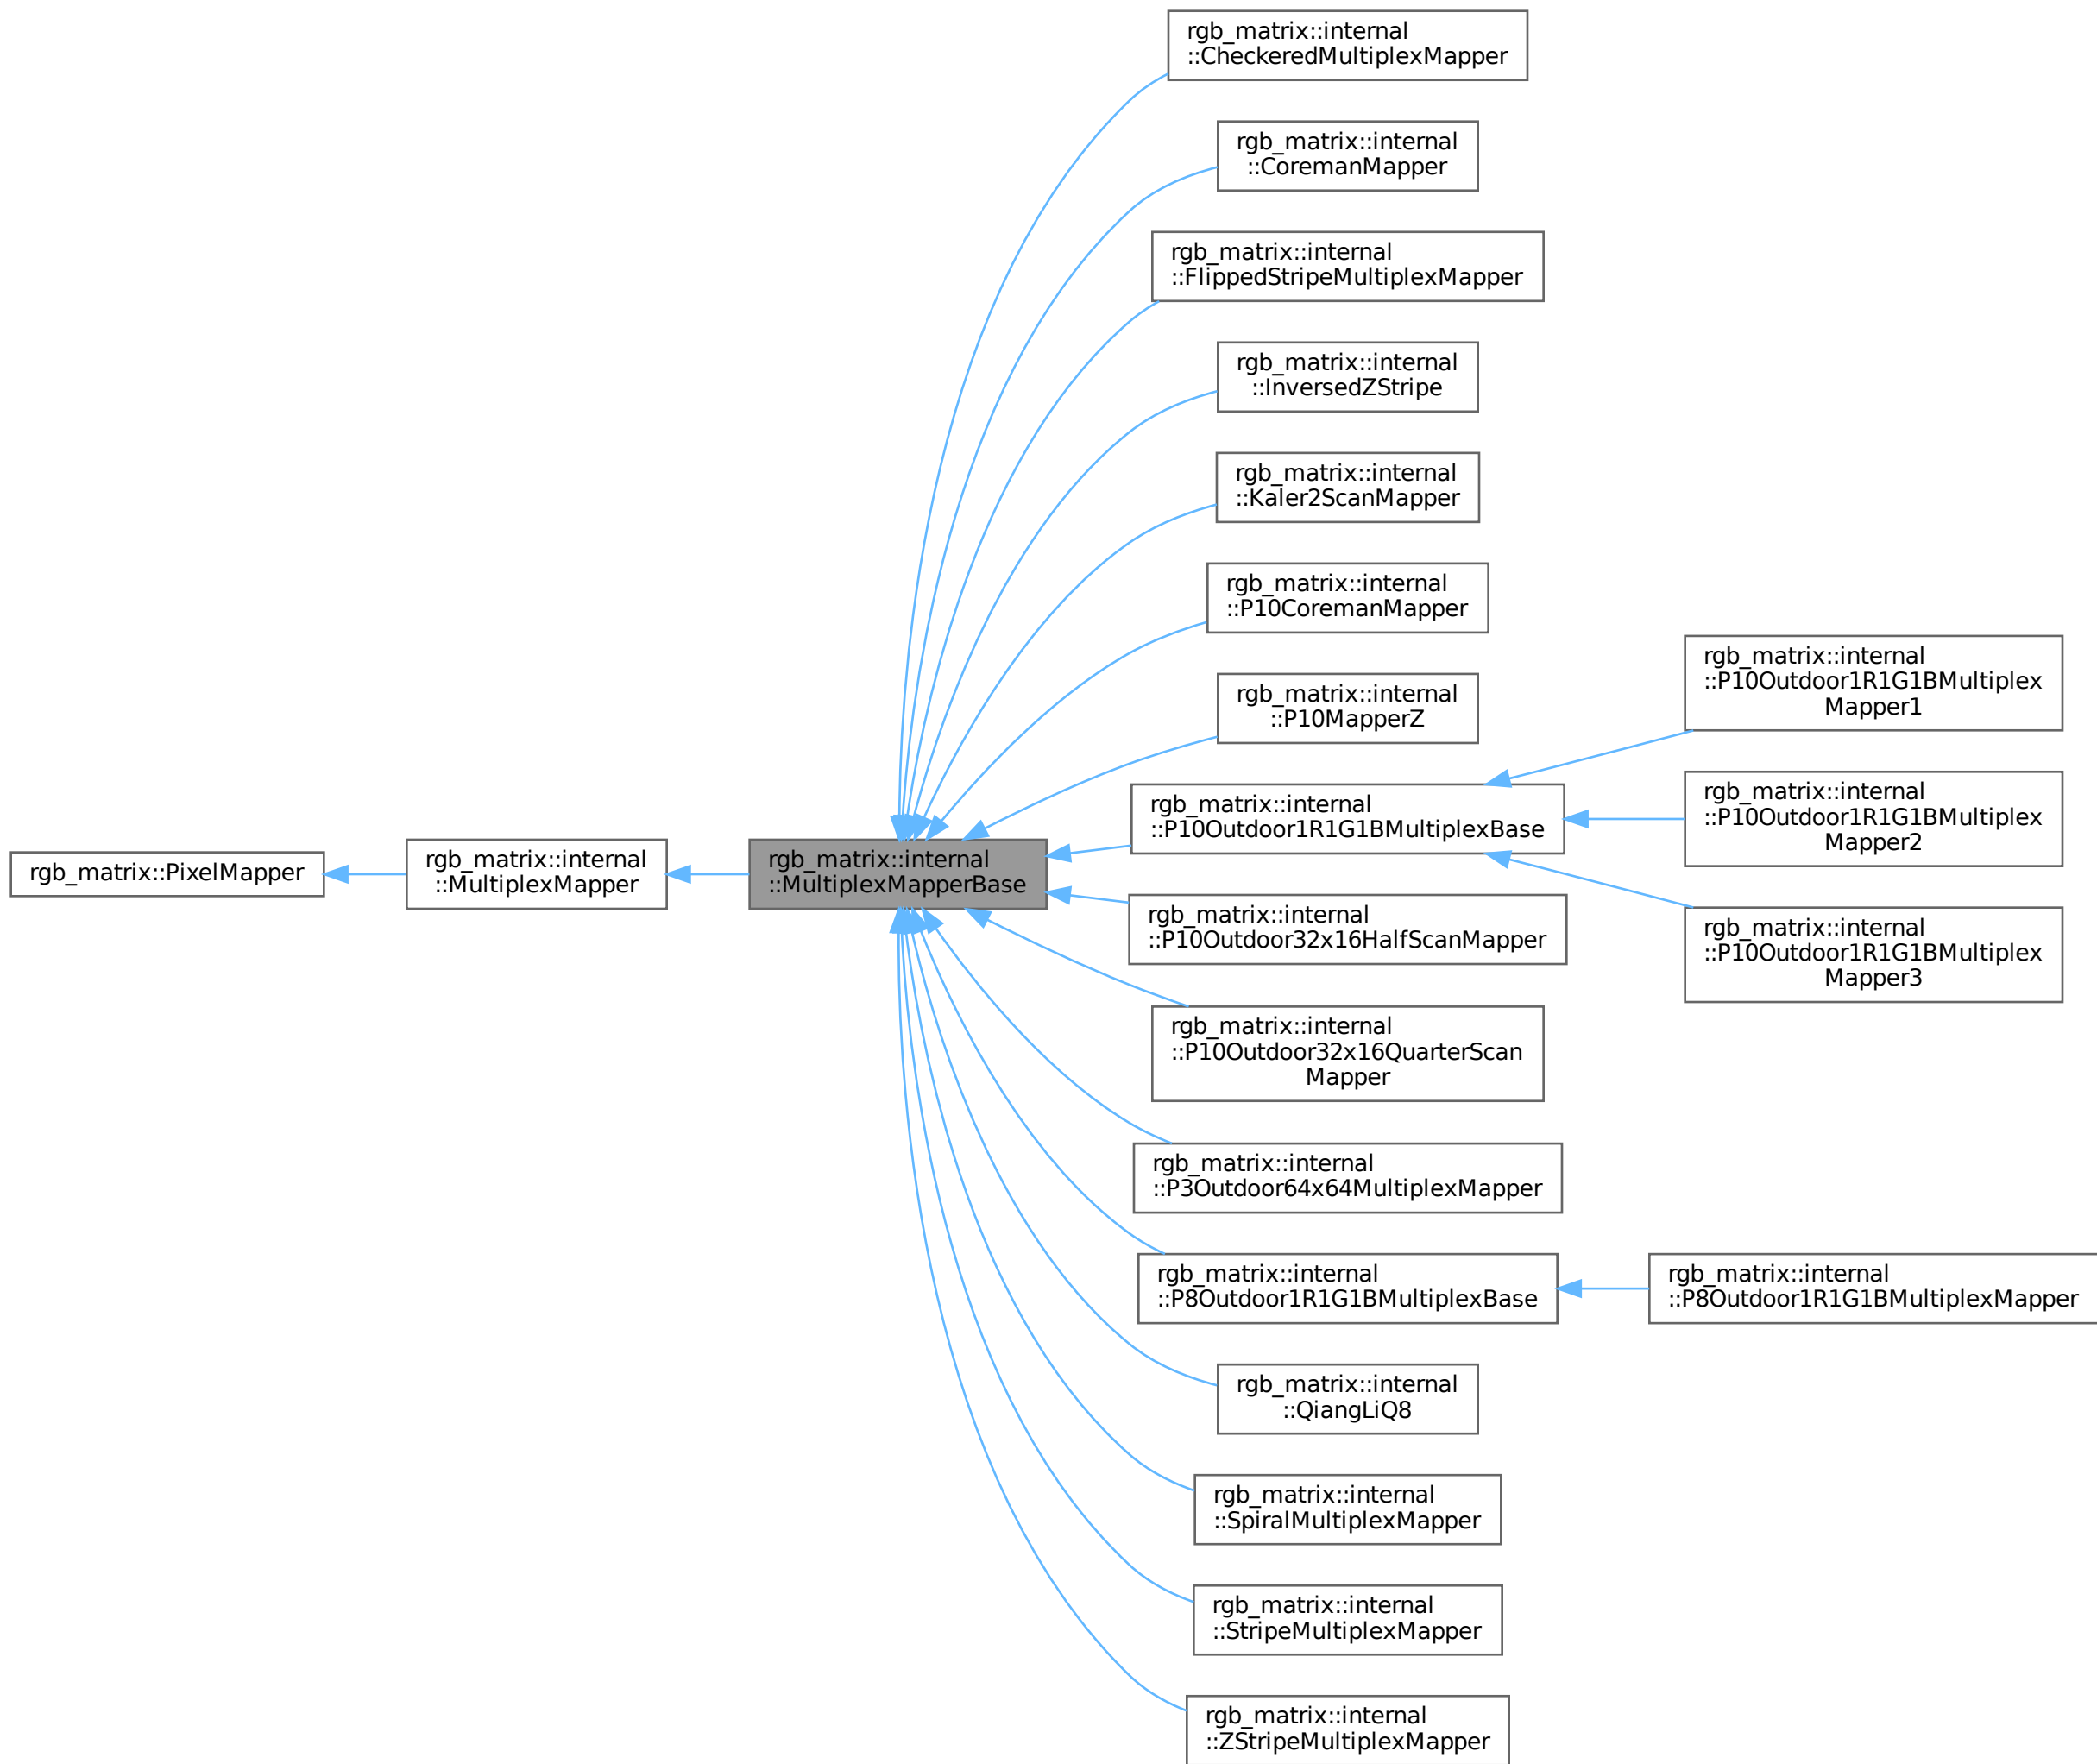 rgb_matrix::PixelMapper
rgb_matrix::internal
::MultiplexMapper
rgb_matrix::internal
::MultiplexMapperBase
rgb_matrix::internal
::CheckeredMultiplexMapper
rgb_matrix::internal
::CoremanMapper
rgb_matrix::internal
::FlippedStripeMultiplexMapper
rgb_matrix::internal
::InversedZStripe
rgb_matrix::internal
::Kaler2ScanMapper
rgb_matrix::internal
::P10CoremanMapper
rgb_matrix::internal
::P10MapperZ
rgb_matrix::internal
::P10Outdoor1R1G1BMultiplexBase
rgb_matrix::internal
::P10Outdoor1R1G1BMultiplex
Mapper1
rgb_matrix::internal
::P10Outdoor1R1G1BMultiplex
Mapper2
rgb_matrix::internal
::P10Outdoor1R1G1BMultiplex
Mapper3
rgb_matrix::internal
::P10Outdoor32x16HalfScanMapper
rgb_matrix::internal
::P10Outdoor32x16QuarterScan
Mapper
rgb_matrix::internal
::P3Outdoor64x64MultiplexMapper
rgb_matrix::internal
::P8Outdoor1R1G1BMultiplexBase
rgb_matrix::internal
::P8Outdoor1R1G1BMultiplexMapper
rgb_matrix::internal
::QiangLiQ8
rgb_matrix::internal
::SpiralMultiplexMapper
rgb_matrix::internal
::StripeMultiplexMapper
rgb_matrix::internal
::ZStripeMultiplexMapper